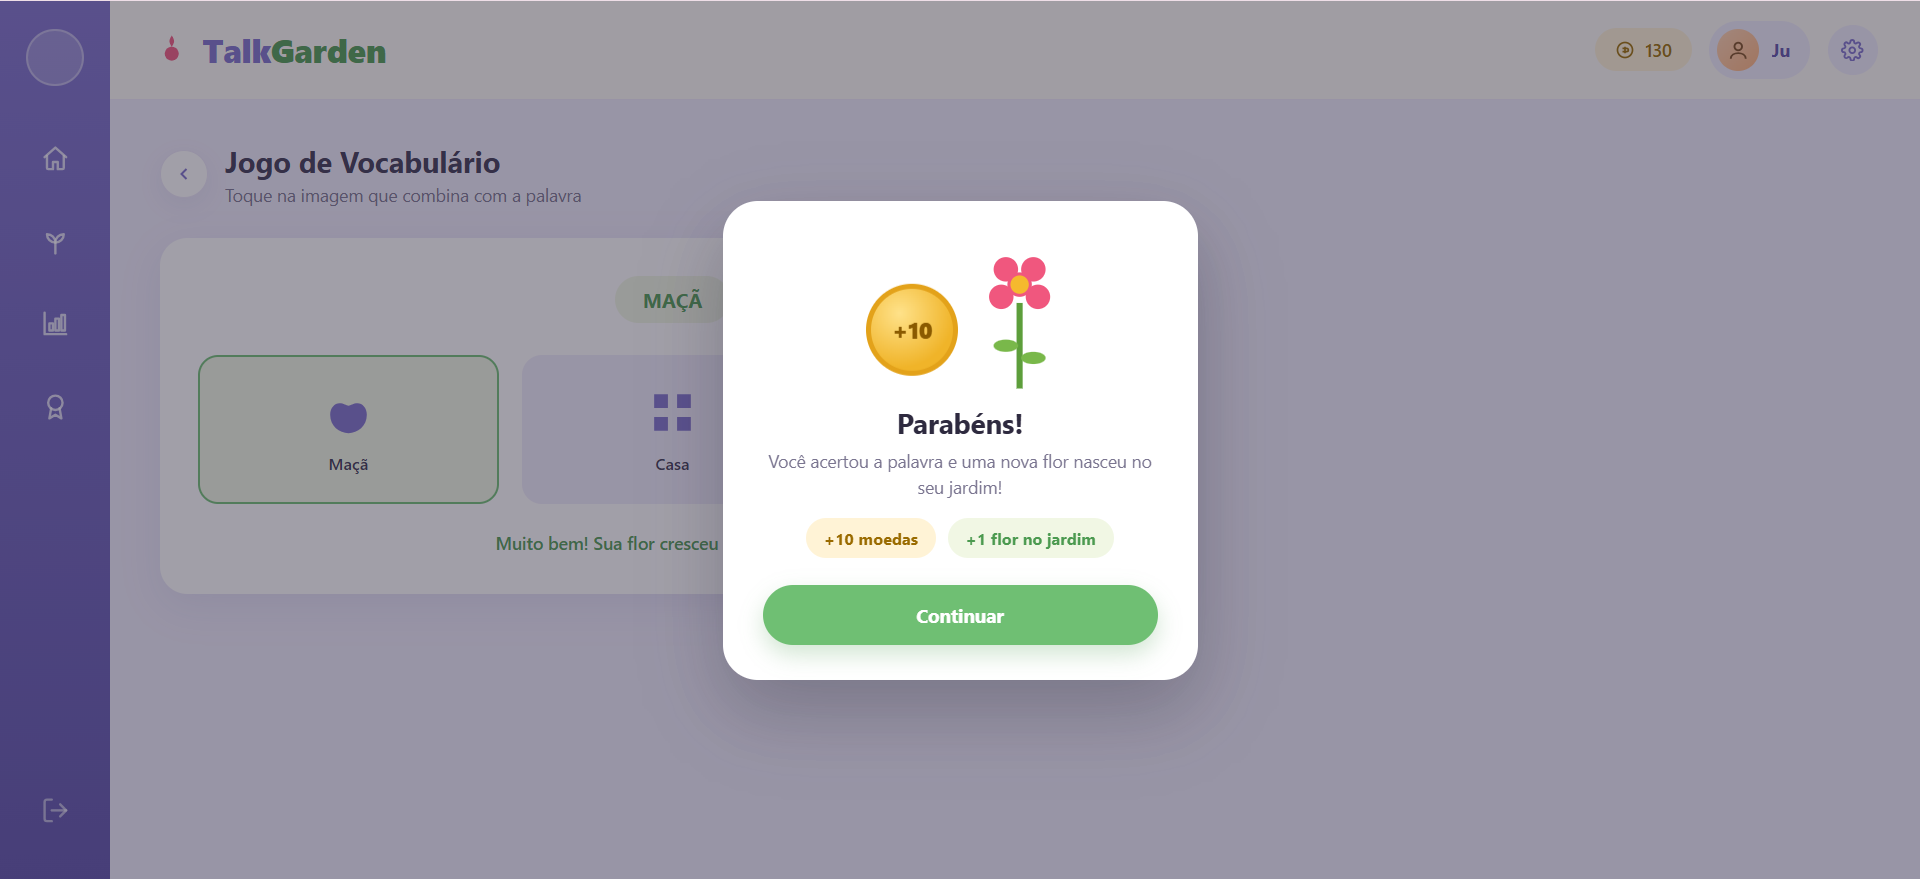 TalkGarden
130
Ju
Jogo de Vocabulário
Toque na imagem que combina com a palavra
MAÇÃ
Maçã
Casa
Muito bem! Sua flor cresceu
+10
Parabéns!
Você acertou a palavra e uma nova flor nasceu no
seu jardim!
+10 moedas
+1 flor no jardim
Continuar